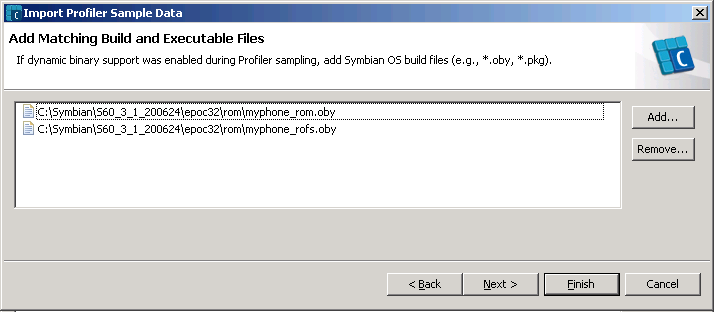 Import Profiler Sample Data
Add Matching Build and Executable Files
If dynamic binary support was enabled during Profiler sampling, add Symbian OS build files (e.g., *.oby, *.pkg).
C
C:\Symbian\S60_3_1_200624\epoc32\rom\myphone_rom.oby
C:\Symbian\S60_3_1_200624\epoc32\rom\myphone_rofs.oby
Add...
Remove...
< Back Next > Finish Cancel